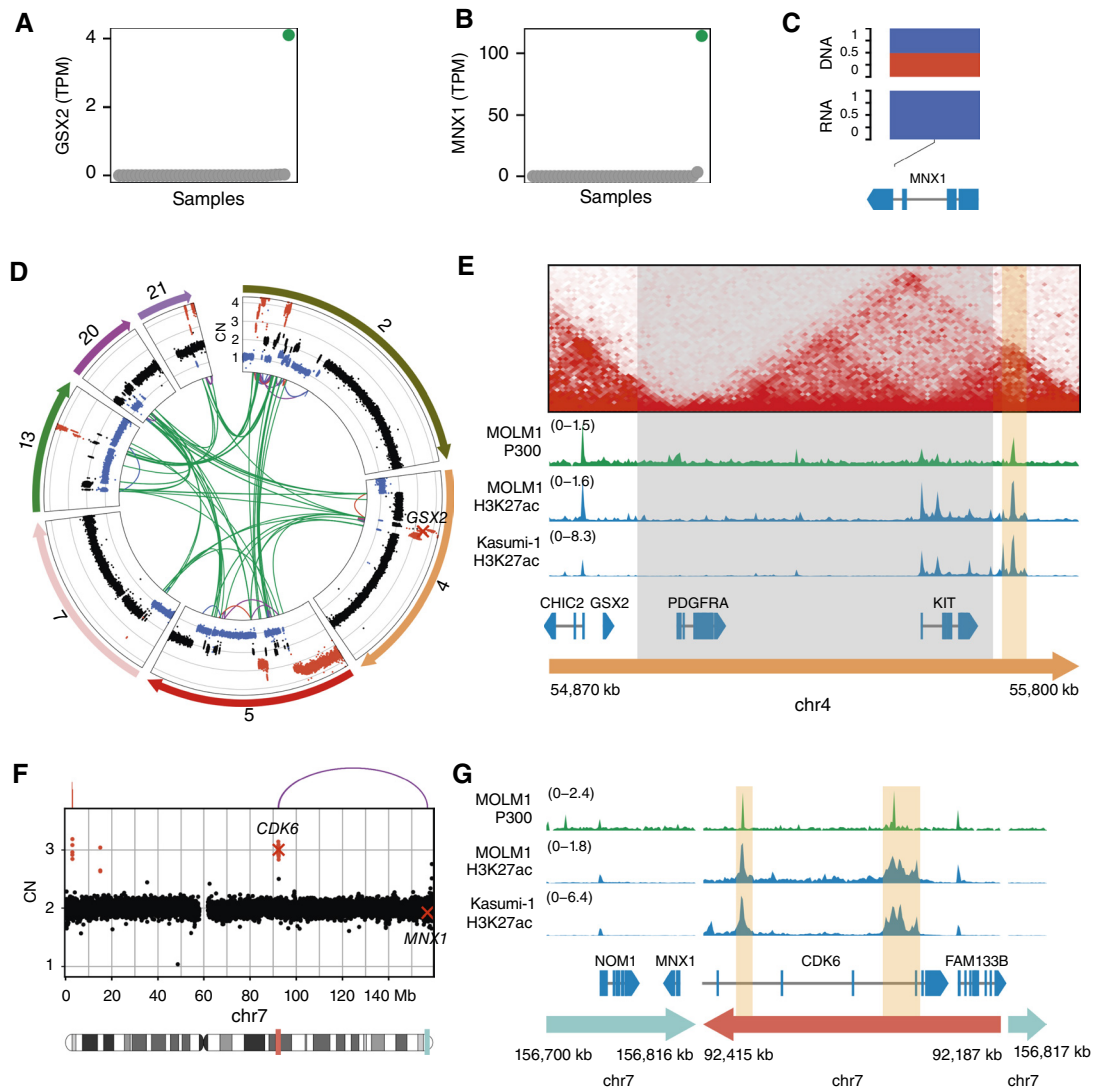 A
GSX2 (TPM)
4
2
0
Samples
B
MNX1 (TPM)
100
50
0
Samples
C
DNA
1
0.5
0
RNA
1
0.5
0
MNX1
D
21
20
13
7
5
4
2
CN
4
3
2
1
GSX2
E
MOLM1
P300
(0–1.5)
MOLM1
H3K27ac
(0–1.6)
Kasumi-1
H3K27ac
(0–8.3)
CHIC2 GSX2 PDGFRA KIT
54,870 kb 55,800 kb
chr4
F
CN
3
2
1
CDK6
MNX1
0 20 40 60 80 100 120 140 Mb
chr7
G
MOLM1
P300
(0–2.4)
MOLM1
H3K27ac
(0–1.8)
Kasumi-1
H3K27ac
(0–6.4)
NOM1 MNX1 CDK6 FAM133B
156,700 kb 156,816 kb 92,415 kb 92,187 kb 156,817 kb
chr7 chr7 chr7